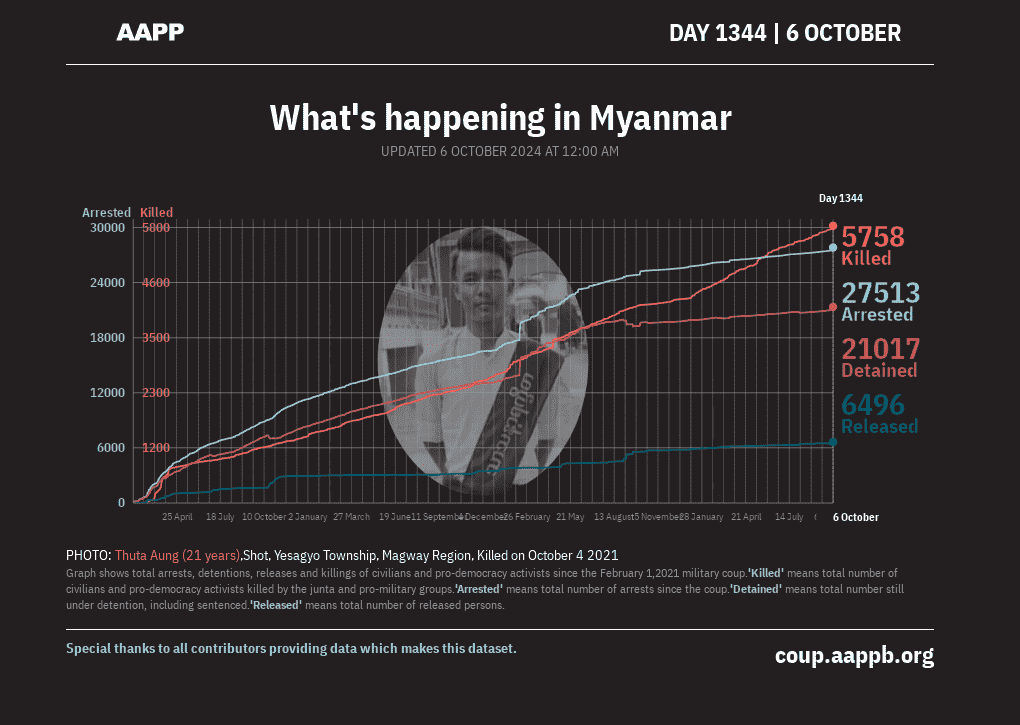 AAPP
DAY 1344 | 6 OCTOBER
What's happening in Myanmar
UPDATED 6 OCTOBER 2024 AT 12:00 AM
Day 1344
Arrested Killed
30000 5800
24000 4600
18000 3500
12000 2300
6000 1200
0
5758
Killed
27513
Arrested
21017
Detained
6496
Released
25 April 18 July 10 October 2 January 27 March 19 June 11 September 4 December 26 February 21 May 13 August 5 November 28 January 21 April 14 July 6 October
PHOTO: Thuta Aung (21 years),Shot, Yesagyo Township, Magway Region, Killed on October 4 2021
Graph shows total arrests, detentions, releases and killings of civilians and pro-democracy activists since the February 1,2021 military coup.'Killed' means total number of
civilians and pro-democracy activists killed by the junta and pro-military groups.'Arrested' means total number of arrests since the coup.'Detained' means total number still
under detention, including sentenced.'Released' means total number of released persons.
Special thanks to all contributors providing data which makes this dataset.
coup.aappb.org